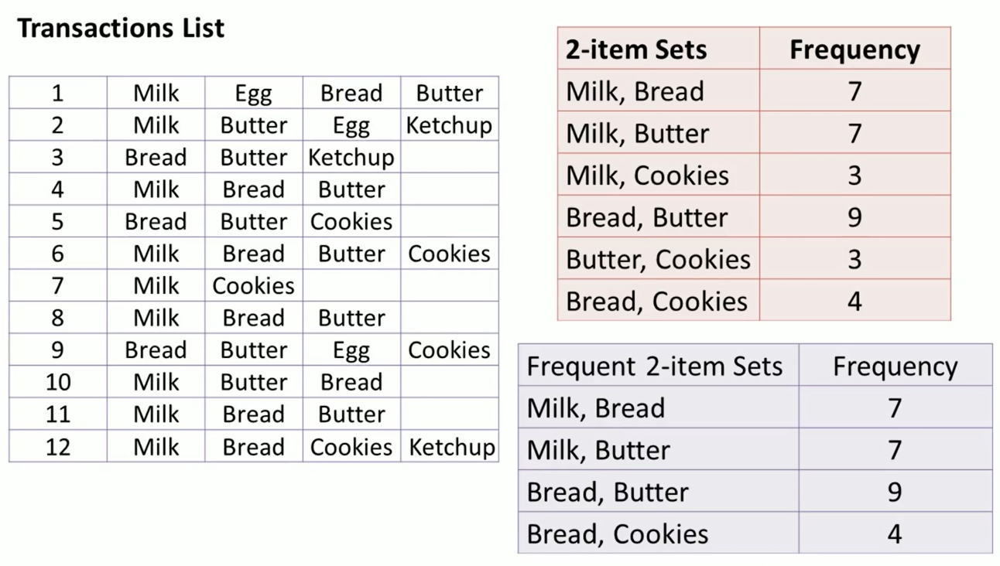 Transactions List
1 Milk Egg Bread Butter
2 Milk Butter Egg Ketchup
3 Bread Butter Ketchup
4 Milk Bread Butter
5 Bread Butter Cookies
6 Milk Bread Butter Cookies
7 Milk Cookies
8 Milk Bread Butter
9 Bread Butter Egg Cookies
10 Milk Butter Bread
11 Milk Bread Butter
12 Milk Bread Cookies Ketchup
2-item Sets Frequency
Milk, Bread 7
Milk, Butter 7
Milk, Cookies 3
Bread, Butter 9
Butter, Cookies 3
Bread, Cookies 4
Frequent 2-item Sets Frequency
Milk, Bread 7
Milk, Butter 7
Bread, Butter 9
Bread, Cookies 4